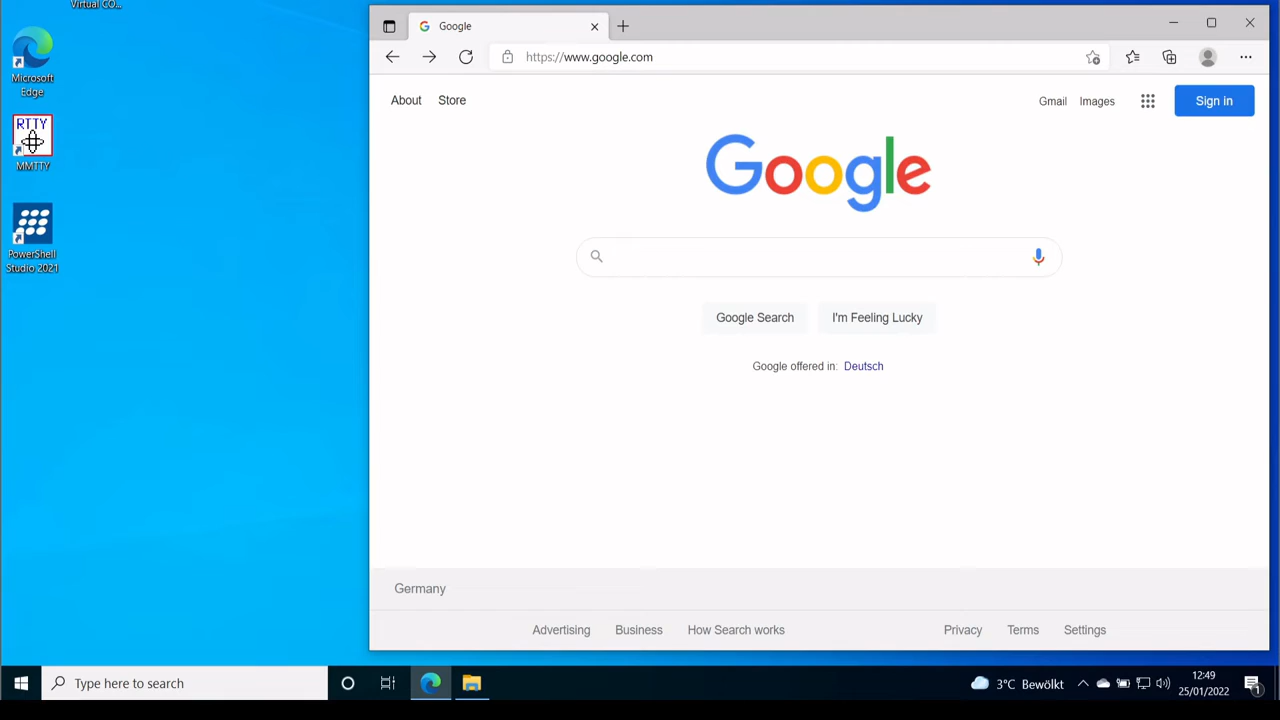 Virtual CO...
Microsoft
Edge
RTTY
MMTTY
PowerShell
Studio 2021
Google
https://www.google.com
About Store
Gmail Images
Sign in
Google
Google Search I'm Feeling Lucky
Google offered in: Deutsch
Germany
Advertising Business How Search works
Privacy Terms Settings
Type here to search
3°C Bewölkt
12:49
25/01/2022
1